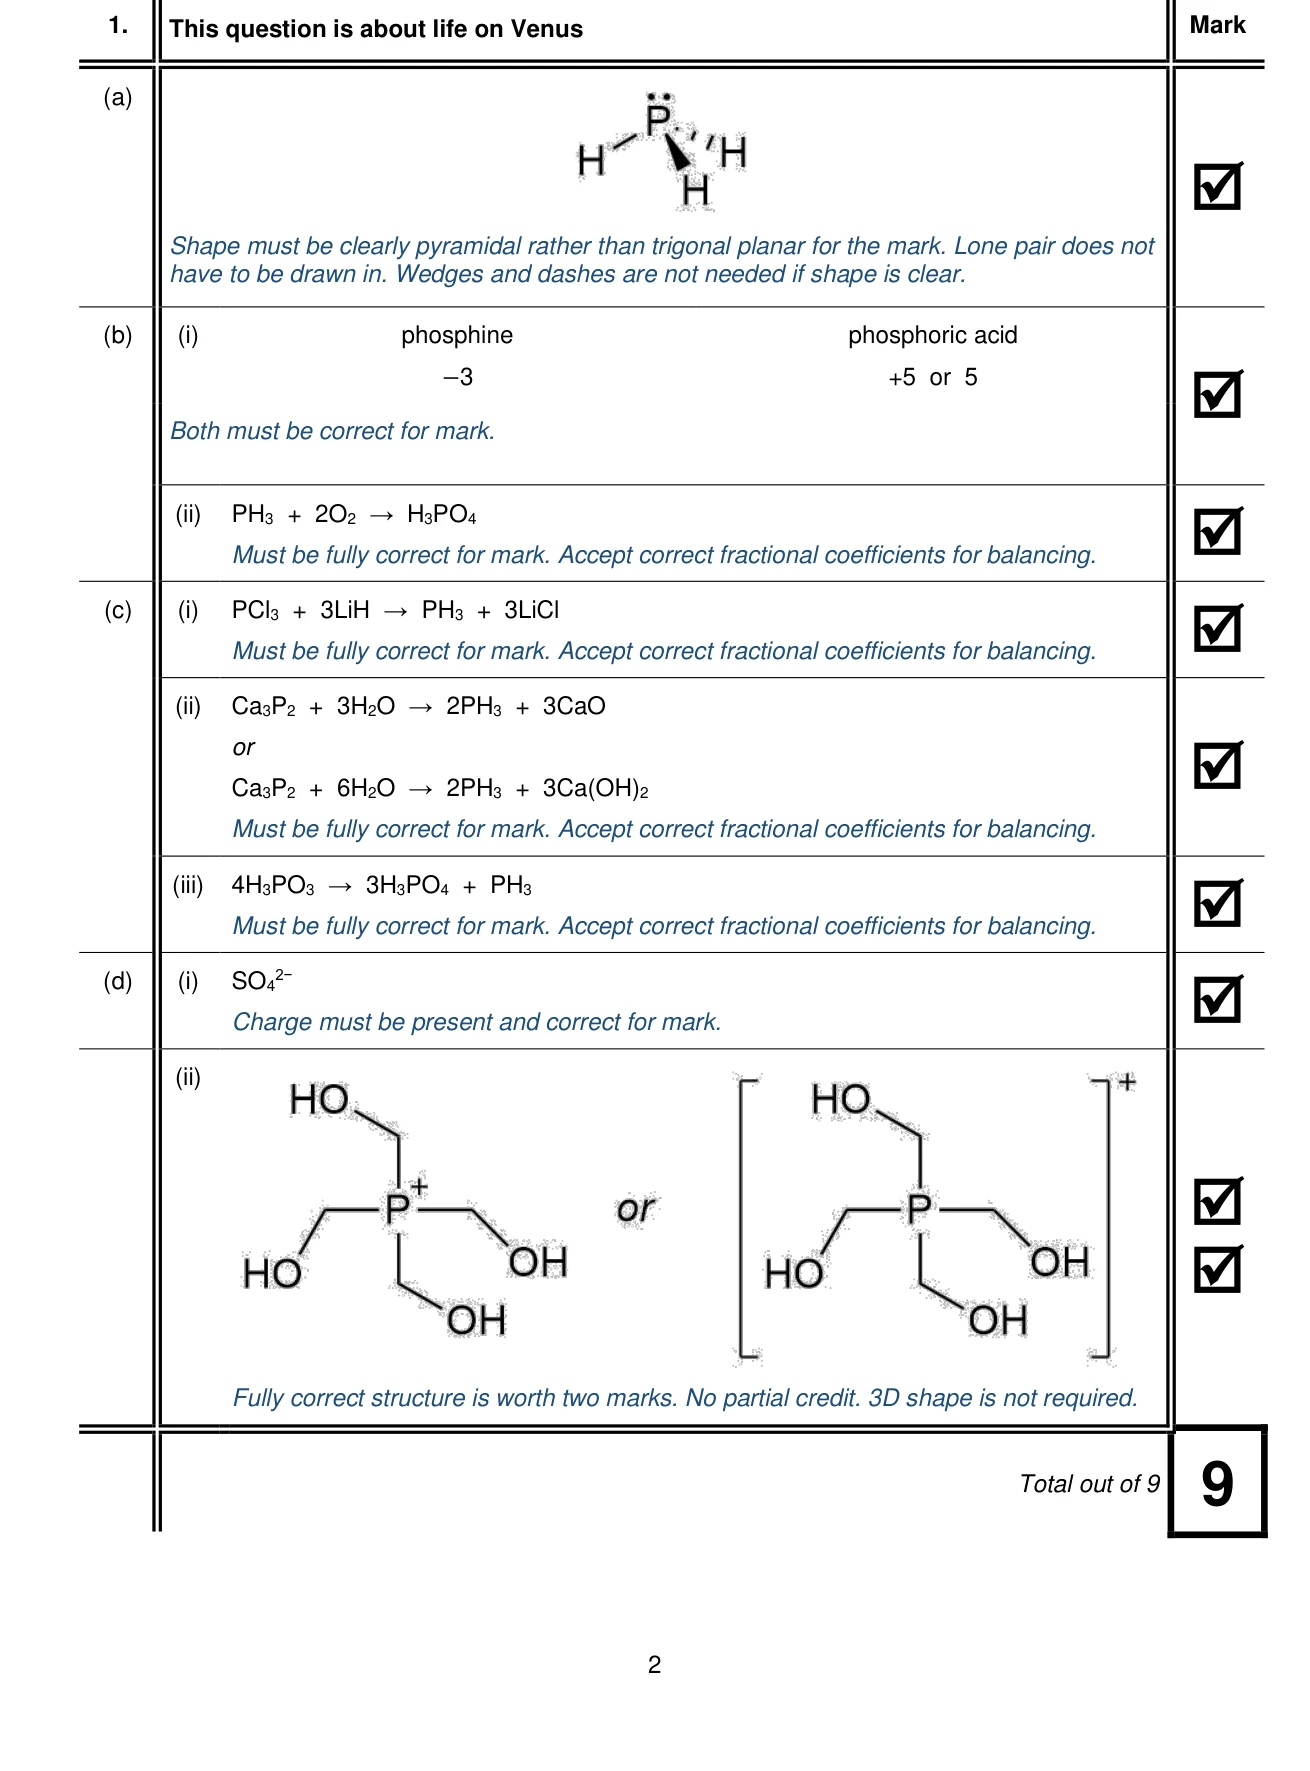 1. This question is about life on Venus Mark
(a)
P
H H
H
Shape must be clearly pyramidal rather than trigonal planar for the mark. Lone pair does not
have to be drawn in. Wedges and dashes are not needed if shape is clear.
(b) (i) phosphine phosphoric acid
−3 +5 or 5
Both must be correct for mark.
(ii) PH₃ + 2O₂ → H₃PO₄
Must be fully correct for mark. Accept correct fractional coefficients for balancing.
(c) (i) PCl₃ + 3LiH → PH₃ + 3LiCl
Must be fully correct for mark. Accept correct fractional coefficients for balancing.
(ii) Ca₃P₂ + 3H₂O → 2PH₃ + 3CaO
or
Ca₃P₂ + 6H₂O → 2PH₃ + 3Ca(OH)₂
Must be fully correct for mark. Accept correct fractional coefficients for balancing.
(iii) 4H₃PO₃ → 3H₃PO₄ + PH₃
Must be fully correct for mark. Accept correct fractional coefficients for balancing.
(d) (i) SO₄²⁻
Charge must be present and correct for mark.
(ii)
HO HO +
P+ or P
HO OH HO OH
OH OH
Fully correct structure is worth two marks. No partial credit. 3D shape is not required.
Total out of 9 9
2